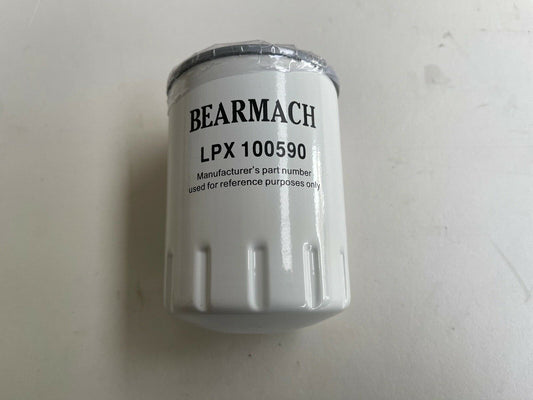 BEARMACH
LPX 100590
Manufacturer's part number
used for reference purposes only